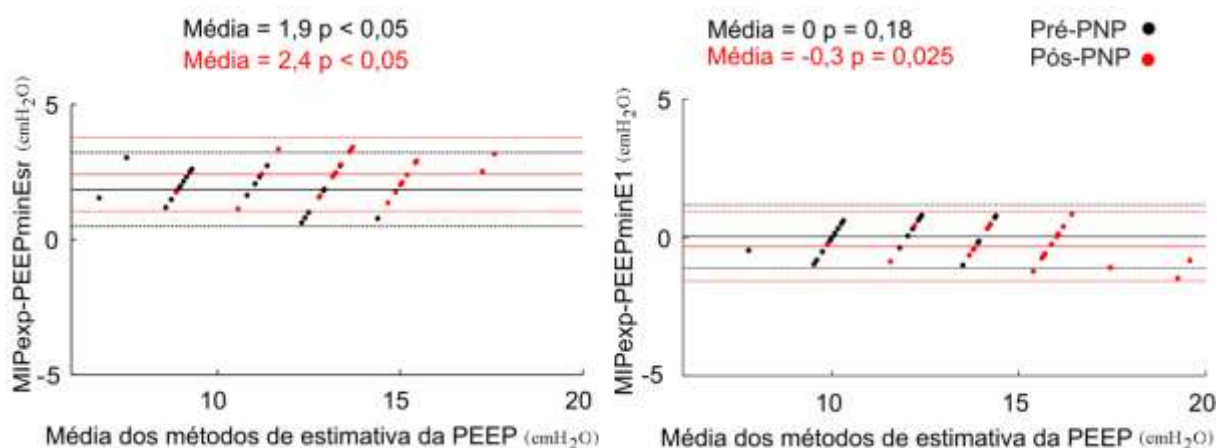 Média = 1,9 p < 0,05
Média = 2,4 p < 0,05
MIPexp-PEEPminEsr (cmH₂O)
5
0
-5
10
15
20
Média dos métodos de estimativa da PEEP (cmH₂O)
Média = 0 p = 0,18
Média = -0,3 p = 0,025
Pré-PNP
Pós-PNP
MIPexp-PEEPminE1 (cmH₂O)
5
0
-5
10
15
20
Média dos métodos de estimativa da PEEP (cmH₂O)